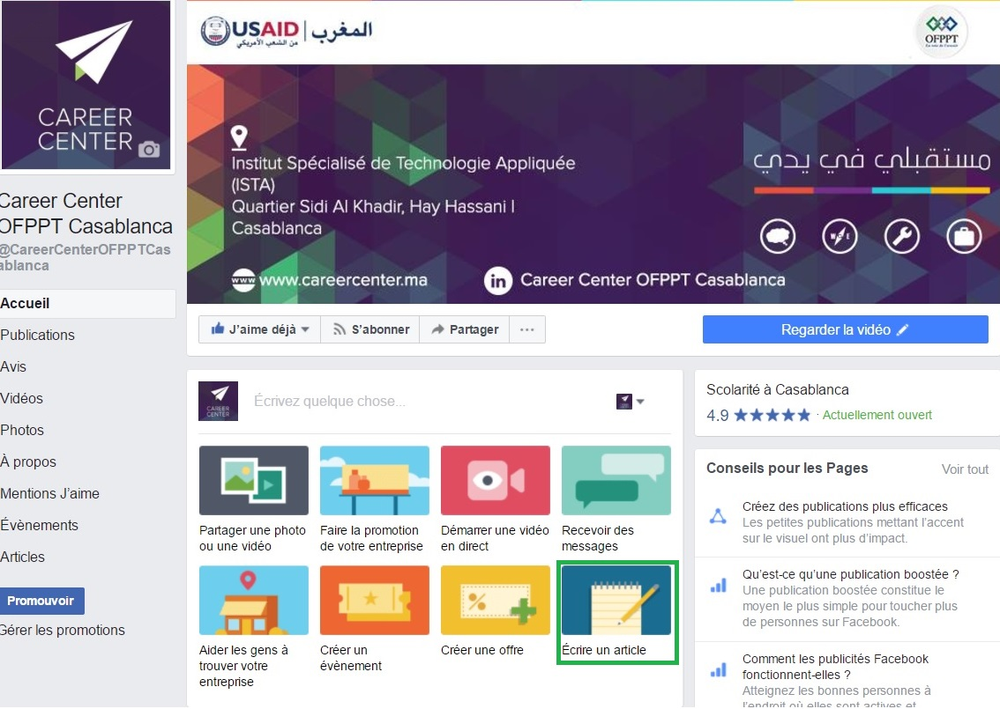 CAREER
CENTER
Career Center
OFPPT Casablanca
@CareerCenterOFPPTCas
ablanca
Accueil
Publications
Avis
Vidéos
Photos
À propos
Mentions J’aime
Évènements
Articles
Promouvoir
Gérer les promotions
USAID | المغرب
من الشعب الأمريكي
OFPPT
Institut Spécialisé de Technologie Appliquée
(ISTA)
Quartier Sidi Al Khadir, Hay Hassani I
Casablanca
www www.careercenter.ma
in Career Center OFPPT Casablanca
مستقبلي في يدي
W E
J’aime déjà
S’abonner
Partager
...
Regarder la vidéo
CAREER
CENTER
Écrivez quelque chose...
Partager une photo
ou une vidéo
Faire la promotion
de votre entreprise
Démarrer une vidéo
en direct
Recevoir des
messages
Aider les gens à
trouver votre
entreprise
Créer un
évènement
%
Créer une offre
Écrire un article
Scolarité à Casablanca
4.9 ★★★★★ · Actuellement ouvert
Conseils pour les Pages
Voir tout
Créez des publications plus efficaces
Les petites publications mettant l’accent
sur le visuel ont plus d’impact.
Qu’est-ce qu’une publication boostée ?
Une publication boostée constitue le
moyen le plus simple pour toucher plus
de personnes sur Facebook.
Comment les publicités Facebook
fonctionnent-elles ?
Atteignez les bonnes personnes à
l’endroit où elles sont actives et